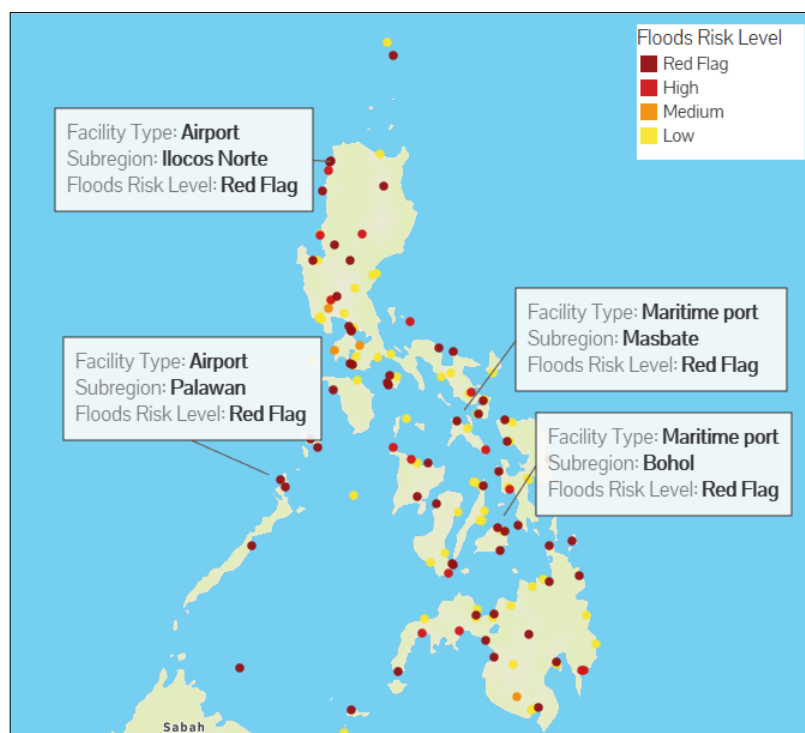 Floods Risk Level
Red Flag
High
Medium
Low
Facility Type: Airport
Subregion: Ilocos Norte
Floods Risk Level: Red Flag
Facility Type: Maritime port
Subregion: Masbate
Floods Risk Level: Red Flag
Facility Type: Airport
Subregion: Palawan
Floods Risk Level: Red Flag
Facility Type: Maritime port
Subregion: Bohol
Floods Risk Level: Red Flag
Sabah